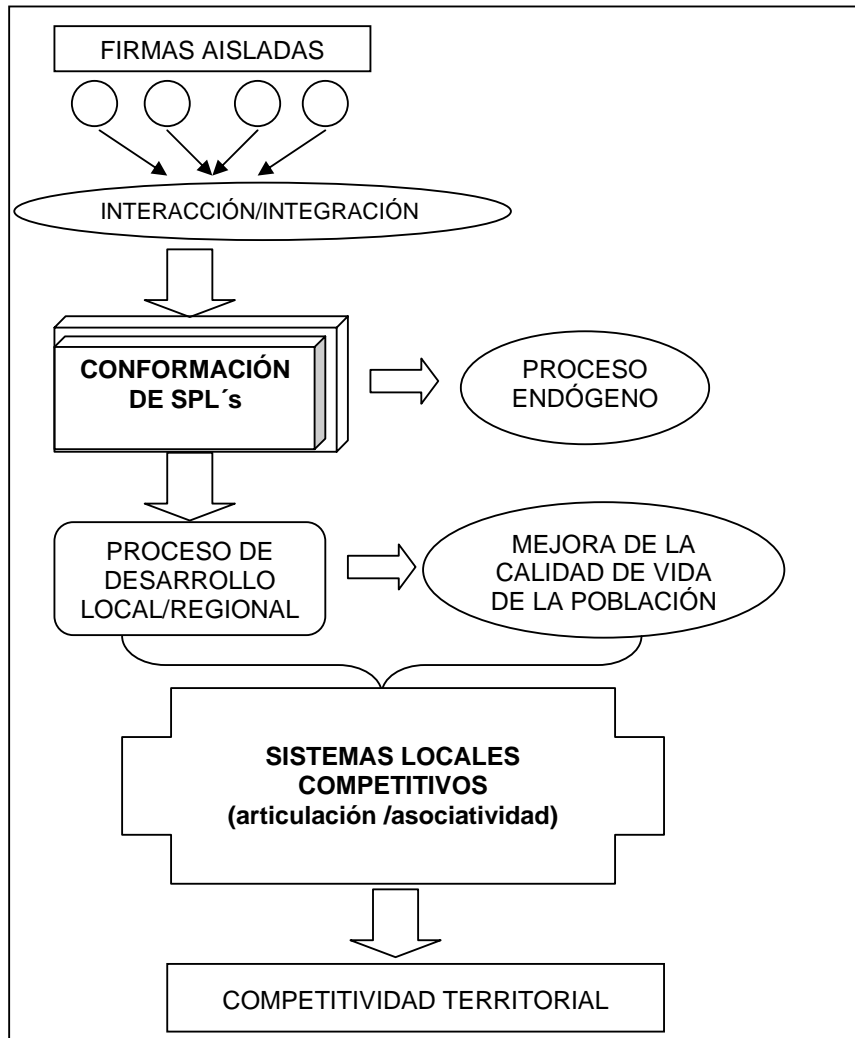 FIRMAS AISLADAS
INTERACCIÓN/INTEGRACIÓN
CONFORMACIÓN
DE SPL´s
PROCESO
ENDÓGENO
PROCESO DE
DESARROLLO
LOCAL/REGIONAL
MEJORA DE LA
CALIDAD DE VIDA
DE LA POBLACIÓN
SISTEMAS LOCALES
COMPETITIVOS
(articulación /asociatividad)
COMPETITIVIDAD TERRITORIAL